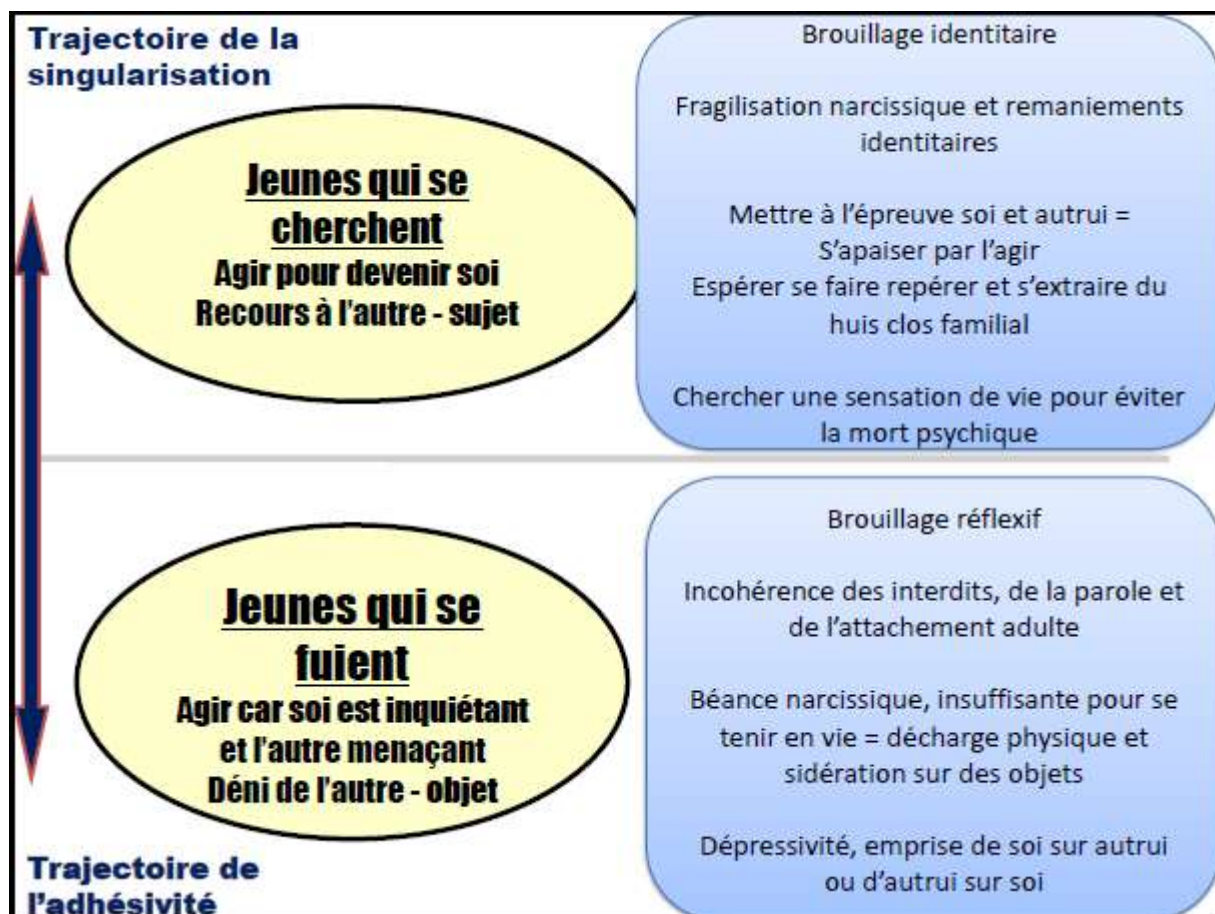 Trajectoire de la
singularisation
Jeunes qui se
cherchent
Agir pour devenir soi
Recours à l’autre - sujet
Brouillage identitaire
Fragilisation narcissique et remaniements
identitaires
Mettre à l’épreuve soi et autrui =
S’apaiser par l’agir
Espérer se faire repérer et s’extraire du
huis clos familial
Chercher une sensation de vie pour éviter
la mort psychique
Jeunes qui se
fuient
Agir car soi est inquiétant
et l’autre menaçant
Déni de l’autre - objet
Brouillage réflexif
Incohérence des interdits, de la parole et
de l’attachement adulte
Béance narcissique, insuffisante pour se
tenir en vie = décharge physique et
sidération sur des objets
Dépressivité, emprise de soi sur autrui
ou d’autrui sur soi
Trajectoire de
l’adhésivité